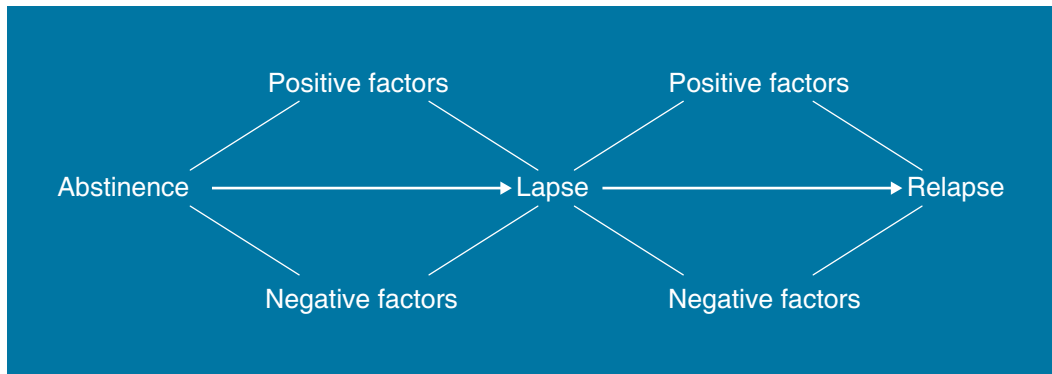 Positive factors Positive factors
Abstinence Lapse Relapse
Negative factors Negative factors